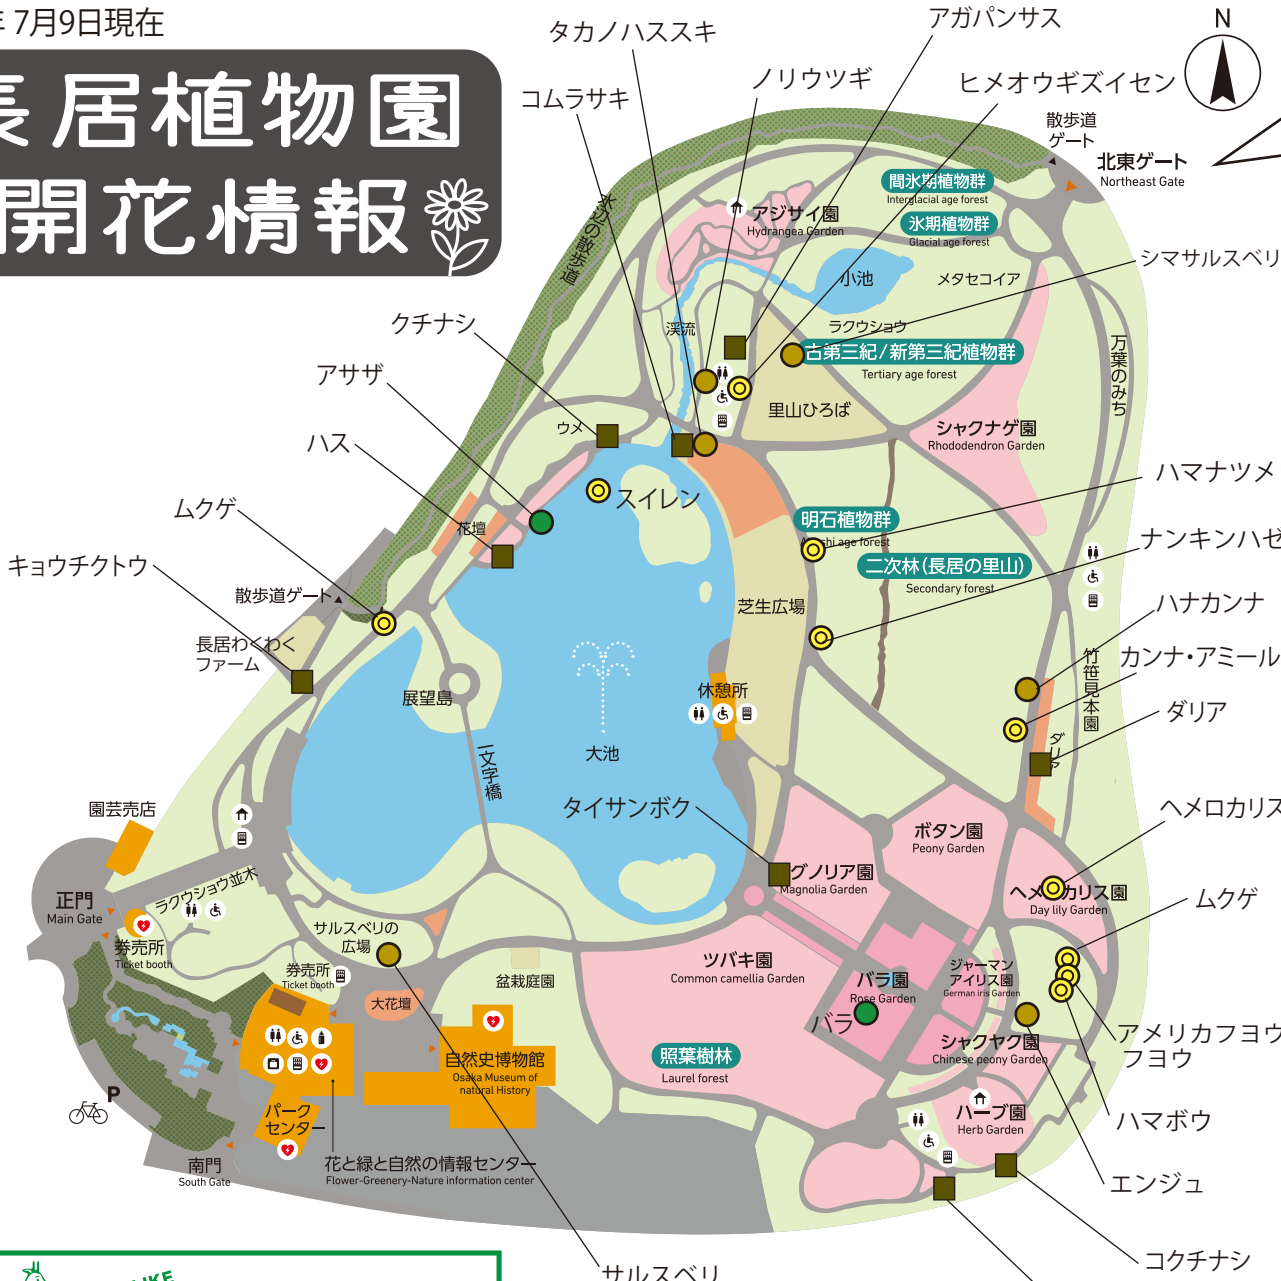 年 7月9日現在
長居植物園
開花情報
タカノハススキ
アガパンサス
コムラサキ
ノリウツギ
ヒメオウギズイセン
N
散歩道
ゲート
北東ゲート
Northeast Gate
間氷期植物群
Interglacial age forest
氷期植物群
Glacial age forest
アジサイ園
Hydrangea Garden
水辺の散歩道
小池
メタセコイア
シマサルスベリ
クチナシ
渓流
ラクウショウ
古第三紀/新第三紀植物群
Tertiary age forest
万葉のみち
アサザ
里山ひろば
シャクナゲ園
Rhododendron Garden
ハス
ウメ
ハマナツメ
スイレン
ムクゲ
花壇
明石植物群
shi age forest
ナンキンハゼ
キョウチクトウ
二次林(長居の里山)
Secondary forest
散歩道ゲート
芝生広場
ハナカンナ
長居わくわく
ファーム
竹笹見本園
カンナ・アミール
展望島
休憩所
ダリア
ダリア
一文字橋
大池
園芸売店
タイサンボク
ヘメロカリス
ボタン園
Peony Garden
グノリア園
Magnolia Garden
ラクウショウ並木
正門
Main Gate
ヘメ カリス園
Day lily Garden
ムクゲ
券売所
Ticket booth
サルスベリの
広場
券売所
Ticket booth
盆栽庭園
ツバキ園
Common camellia Garden
ジャーマン
アイリス園
German iris Garden
バラ園
Rose Garden
バラ
大花壇
アメリカフヨウ
フヨウ
シャクヤク園
Chinese peony Garden
自然史博物館
Osaka Museum of
natural History
照葉樹林
Laurel forest
P
パーク
センター
ハーブ園
Herb Garden
ハマボウ
花と緑と自然の情報センター
Flower-Greenery-Nature information center
南門
South Gate
エンジュ
コクチナシ
サルスベリ